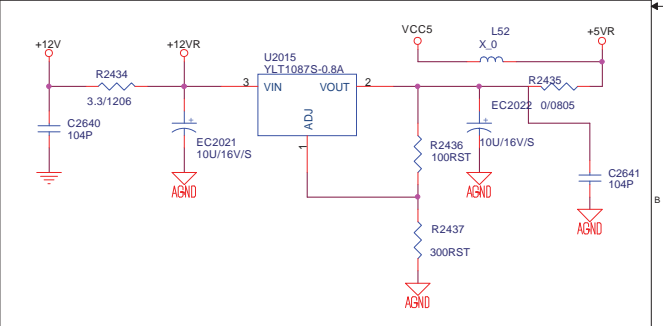 VCC5
L52
X_0
+5VR
+12V
+12VR
U2015
YLT1087S-0.8A
R2434
3.3/1206
3
VIN
VOUT
2
R2435
0/0805
ADJ
1
C2640
104P
EC2021
10U/16V/S
R2436
100RST
EC2022
10U/16V/S
C2641
104P
AGND
AGND
AGND
R2437
300RST
AGND
B